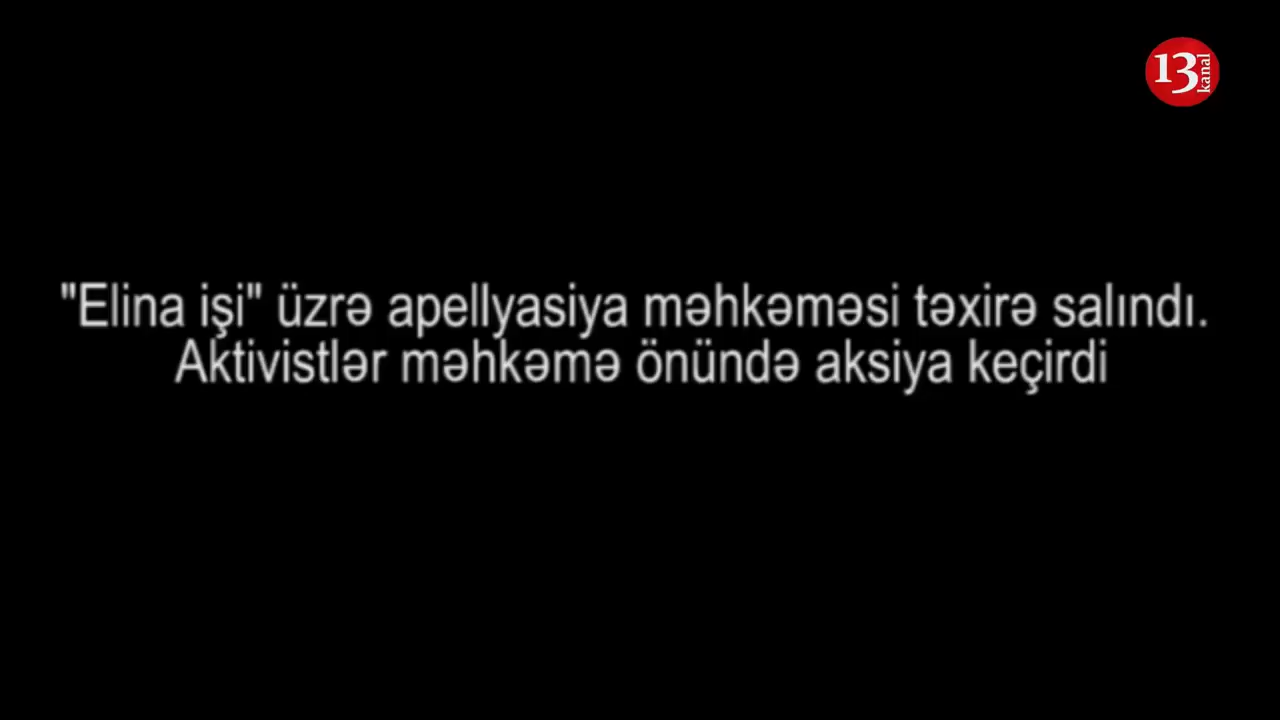 13 kanal
"Elina işi" üzrə apellyasiya məhkəməsi təxirə salındı.
Aktivistlər məhkəmə önündə aksiya keçirdi